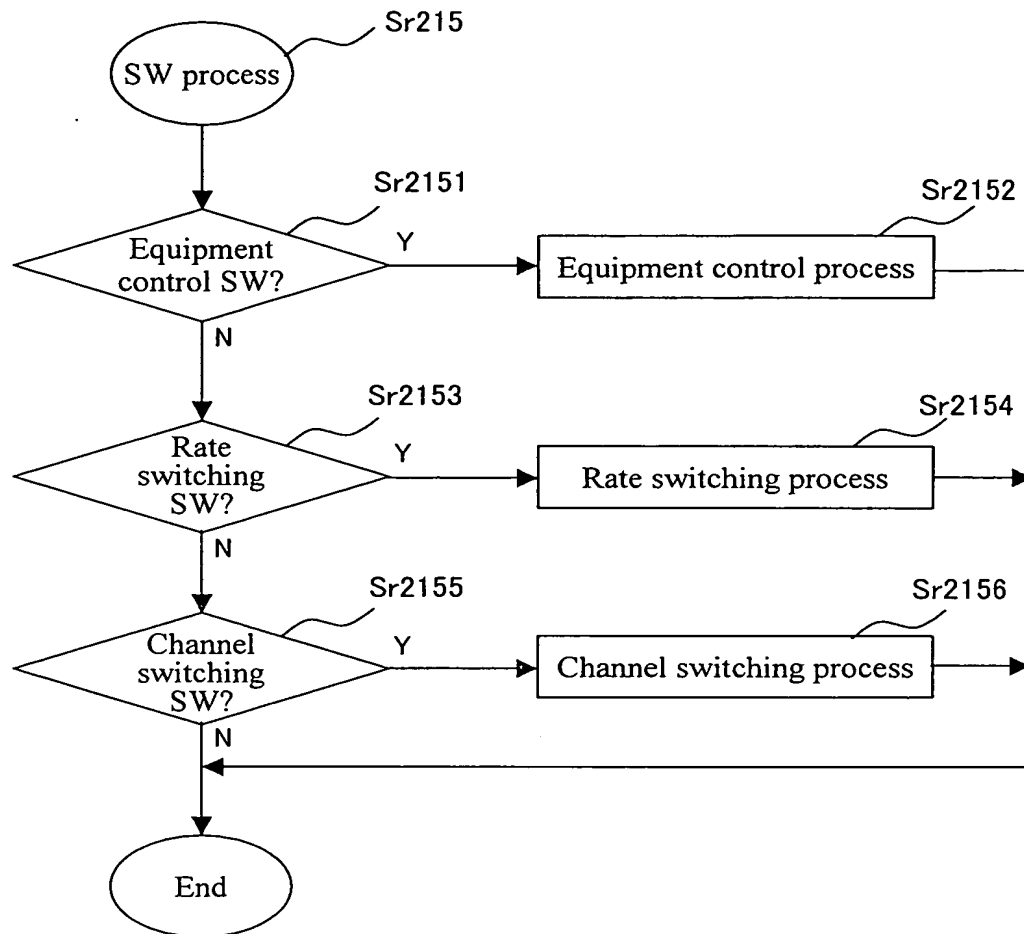 Sr215
SW process
Sr2151
Equipment
control SW?
Y
N
Sr2152
Equipment control process
Sr2153
Rate
switching
SW?
Y
N
Sr2154
Rate switching process
Sr2155
Channel
switching
SW?
Y
N
Sr2156
Channel switching process
End